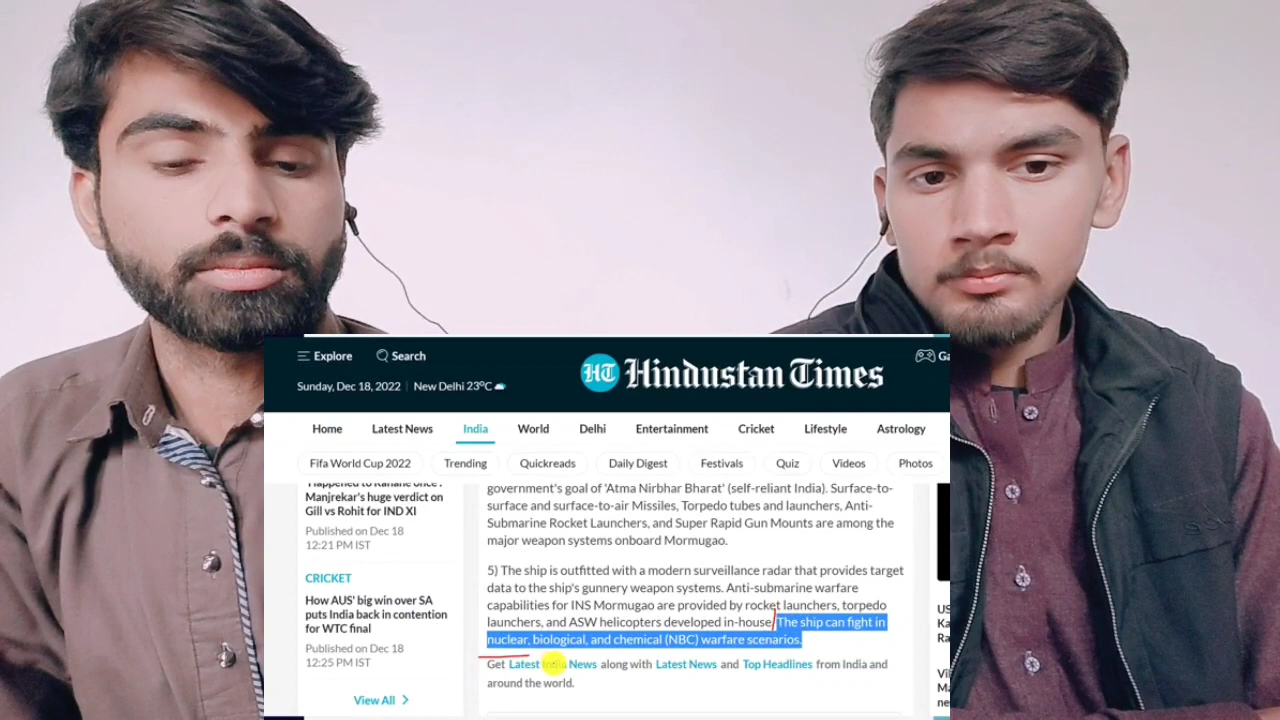 Explore Search
HT Hindustan Times
Sunday, Dec 18, 2022 New Delhi 23°C
Home Latest News India World Delhi Entertainment Cricket Lifestyle Astrology
Fifa World Cup 2022 Trending Quickreads Daily Digest Festivals Quiz Videos Photos
Manjrekar's huge verdict on
Gill vs Rohit for IND XI
Published on Dec 18
12:21 PM IST
CRICKET
How AUS' big win over SA
puts India back in contention
for WTC final
Published on Dec 18
12:25 PM IST
View All
government's goal of 'Atma Nirbhar Bharat' (self-reliant India). Surface-to-
surface and surface-to-air Missiles, Torpedo tubes and launchers, Anti-
Submarine Rocket Launchers, and Super Rapid Gun Mounts are among the
major weapon systems onboard Mormugao.
5) The ship is outfitted with a modern surveillance radar that provides target
data to the ship's gunnery weapon systems. Anti-submarine warfare
capabilities for INS Mormugao are provided by rocket launchers, torpedo
launchers, and ASW helicopters developed in-house. The ship can fight in
nuclear, biological, and chemical (NBC) warfare scenarios.
Get Latest India News along with Latest News and Top Headlines from India and
around the world.